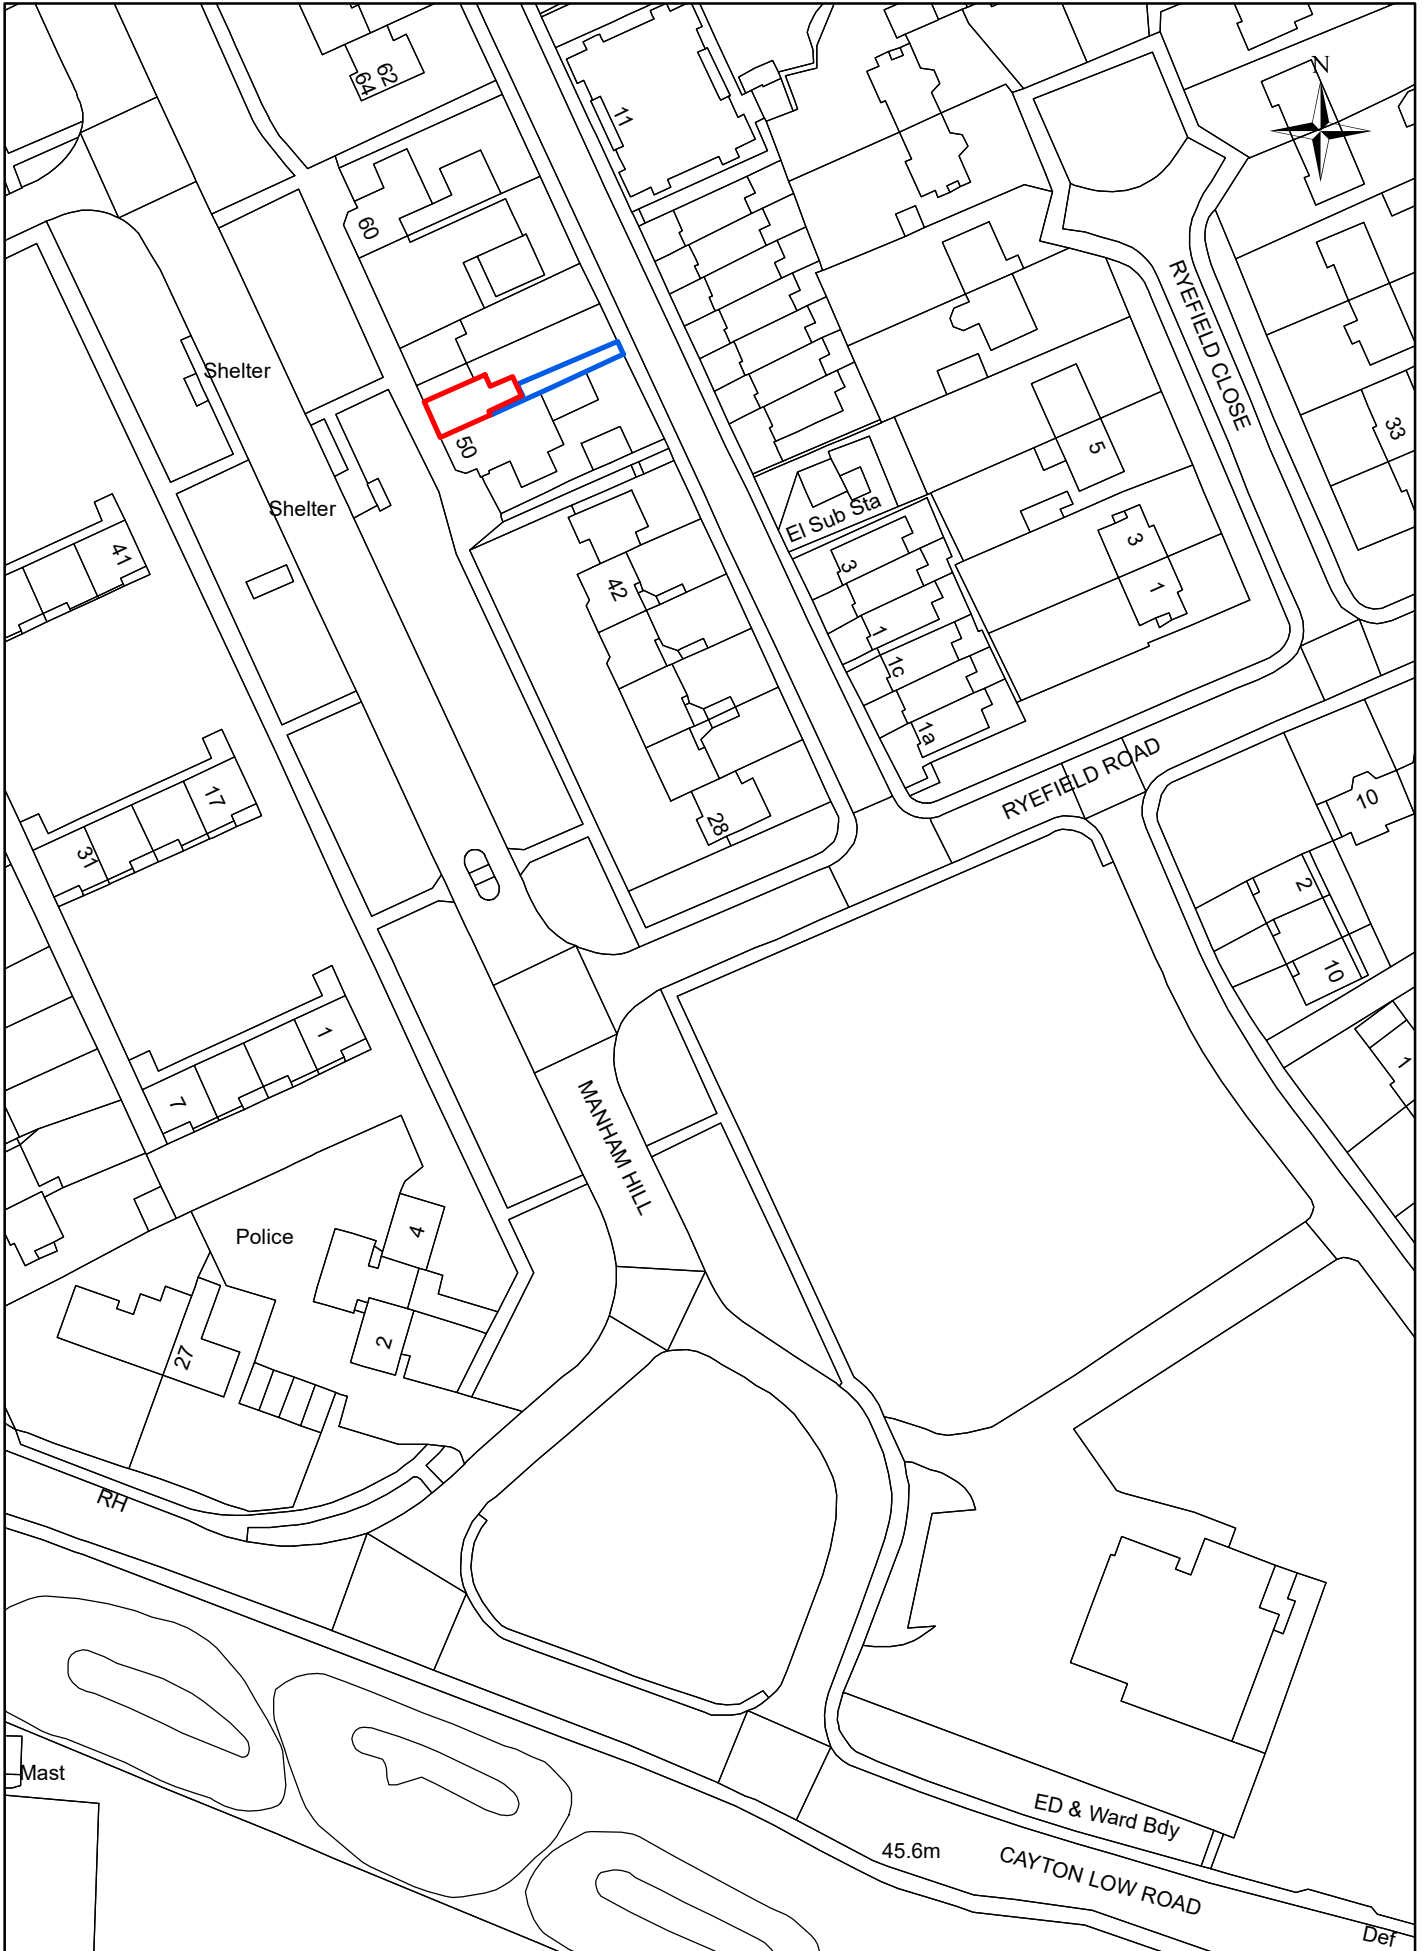 62
64
N
11
60
RYEFIELD CLOSE
Shelter
33
50
5
Shelter
El Sub Sta
41
3
3
42
1
1
1c
1a
RYEFIELD ROAD
17
10
28
31
2
10
1
1
7
MANHAM HILL
4
Police
2
27
RH
Mast
ED & Ward Bdy
45.6m
CAYTON LOW ROAD
Def